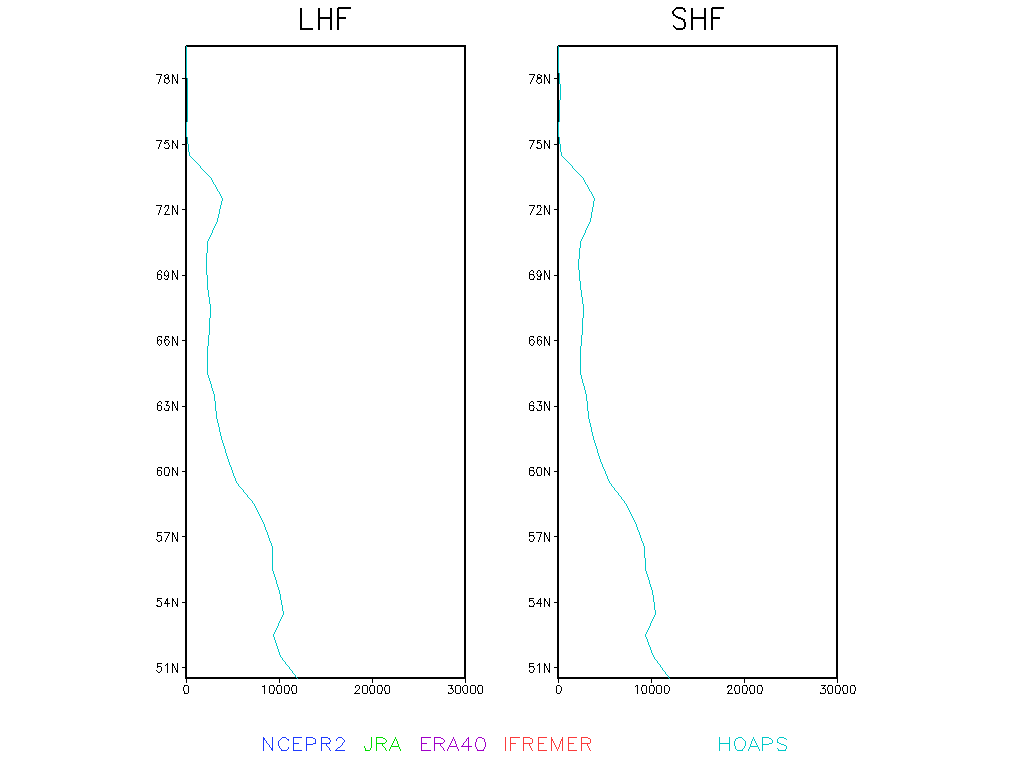 LHF SHF
78N 78N
75N 75N
72N 72N
69N 69N
66N 66N
63N 63N
60N 60N
57N 57N
54N 54N
51N 51N
0 10000 20000 30000 0 10000 20000 30000
NCEPR2 JRA ERA40 IFREMER HOAPS